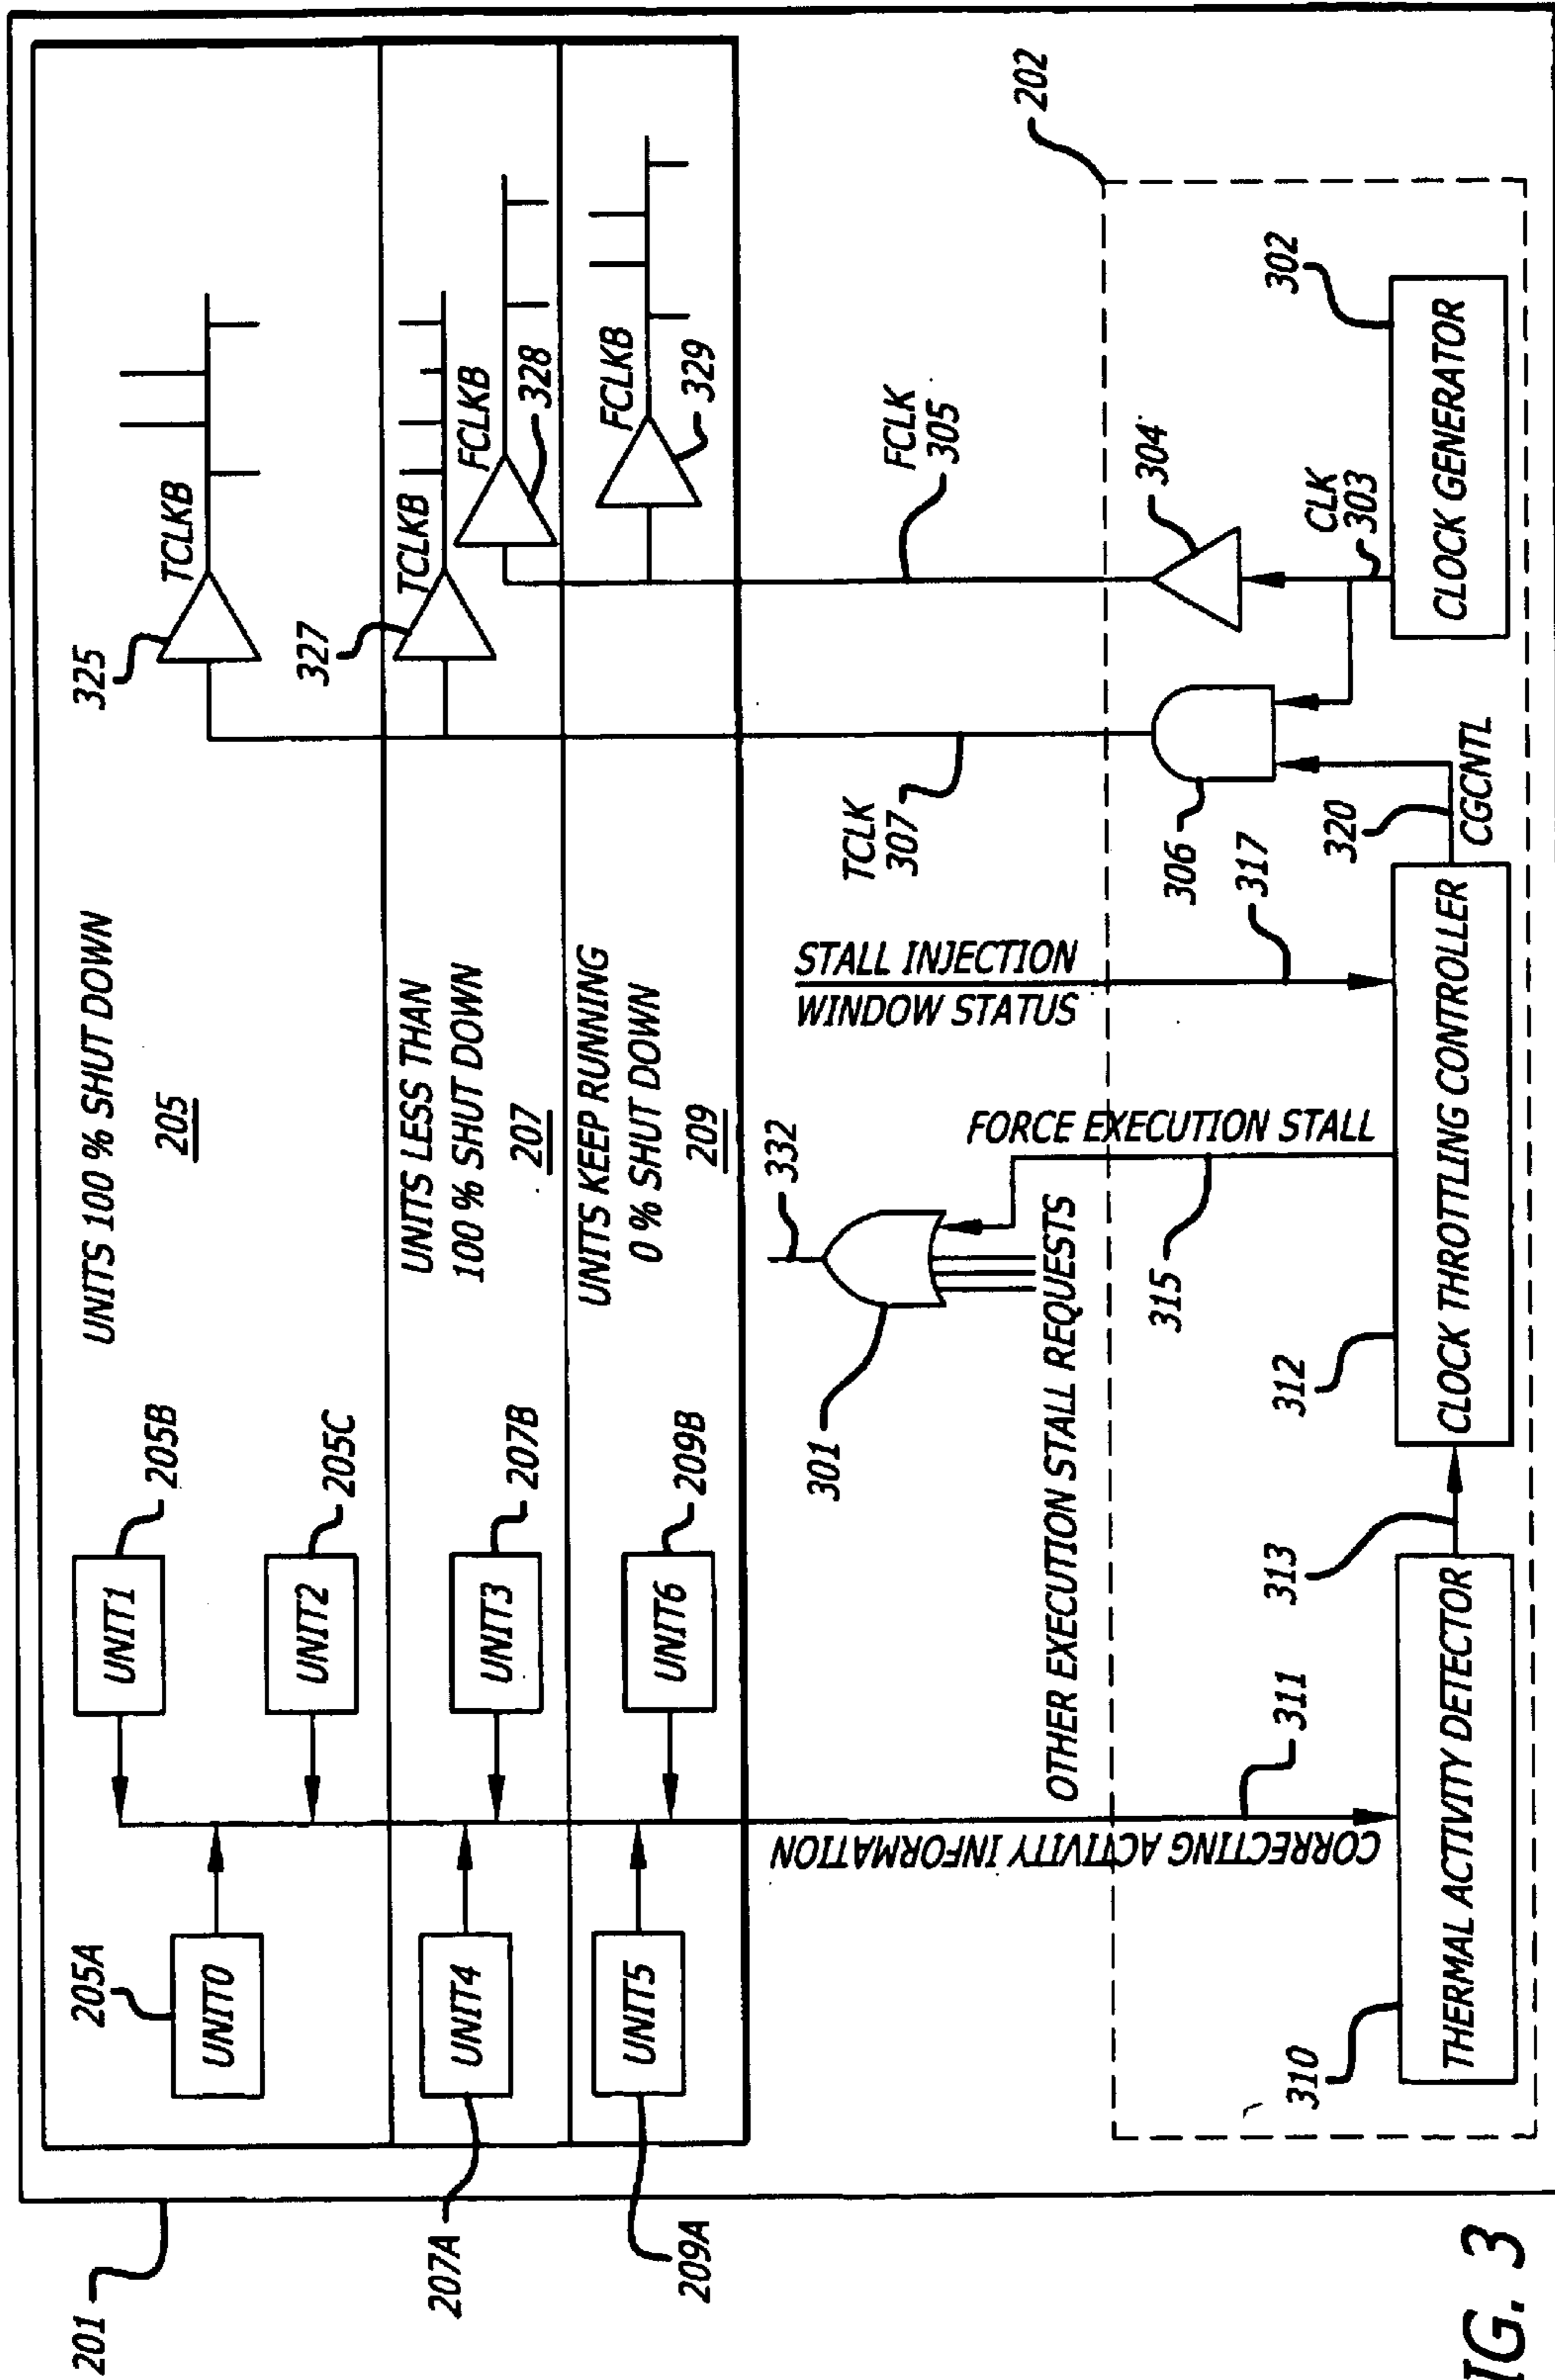 201
205A
UNIT0
UNIT1
205B
UNIT2
205C
UNITS 100 % SHUT DOWN
205
325
TCLKB
207A
UNIT4
UNIT3
207B
UNITS LESS THAN
100 % SHUT DOWN
207
327
TCLKB
FCLKB
328
209A
UNIT5
UNIT6
209B
UNITS KEEP RUNNING
0 % SHUT DOWN
209
FCLKB
329
CORRECTING ACTIVITY INFORMATION
311
301
332
OTHER EXECUTION STALL REQUESTS
FORCE EXECUTION STALL
315
STALL INJECTION
WINDOW STATUS
317
TCLK
307
FCLK
305
202
306
304
310
THERMAL ACTIVITY DETECTOR
313
312
CLOCK THROTTLING CONTROLLER
320
CGCNTL
CLK
303
302
CLOCK GENERATOR
IG. 3